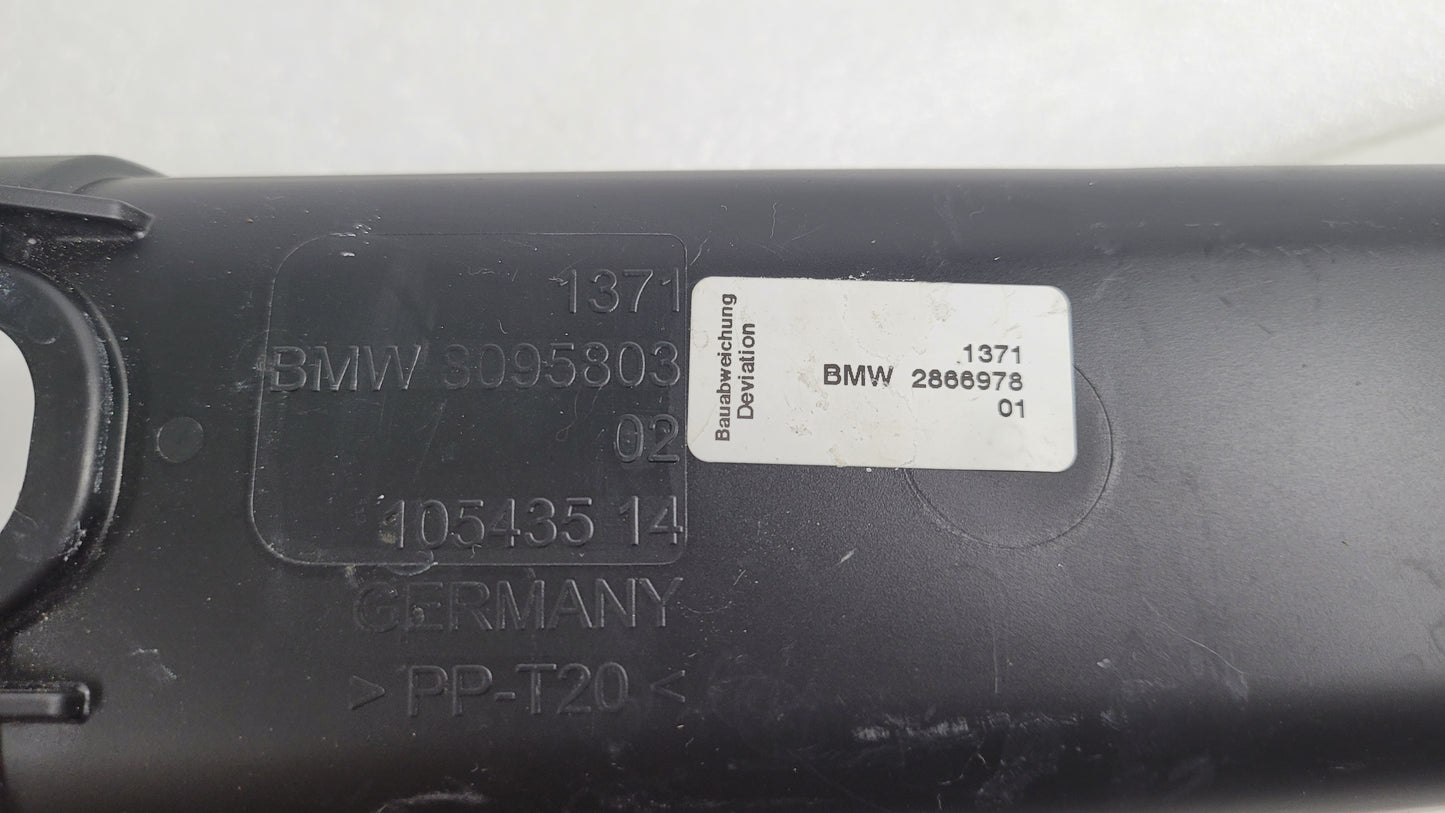 1371
BMW 8095803
02
105435 14
GERMANY
> PP-T20 <
Bauabweichung
Deviation
1371
BMW 2866978
01